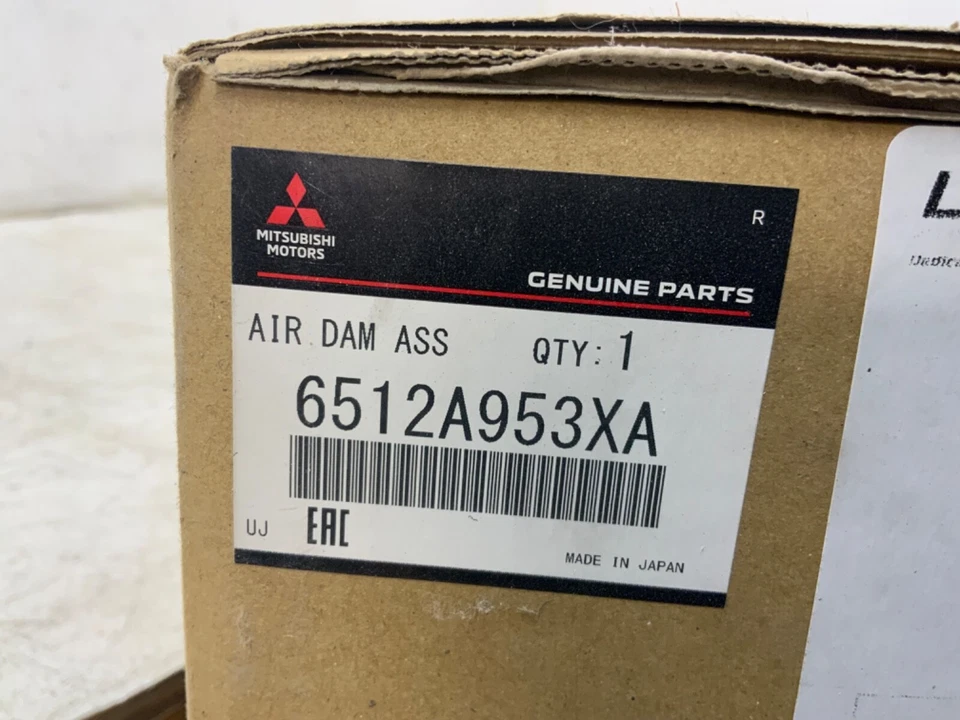 R
MITSUBISHI
MOTORS
GENUINE PARTS
AIR DAM ASS QTY: 1
6512A953XA
UJ EAC
MADE IN JAPAN